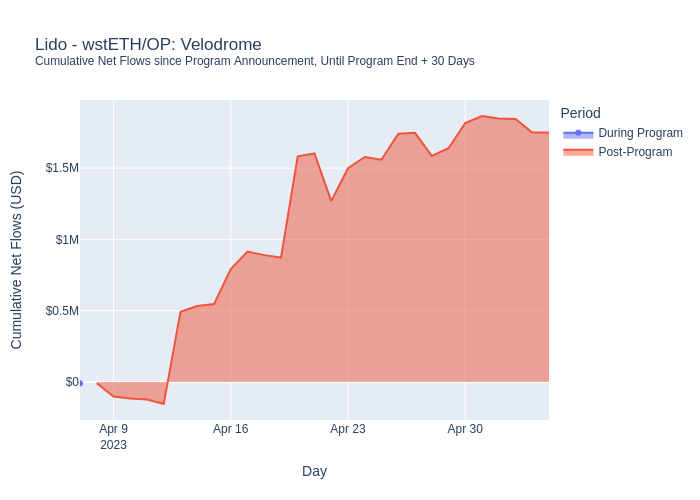 Lido - wstETH/OP: Velodrome
Cumulative Net Flows since Program Announcement, Until Program End + 30 Days
Period
During Program
Post-Program
Cumulative Net Flows (USD)
$1.5M
$1M
$0.5M
$0
Apr 9
2023
Apr 16
Apr 23
Apr 30
Day